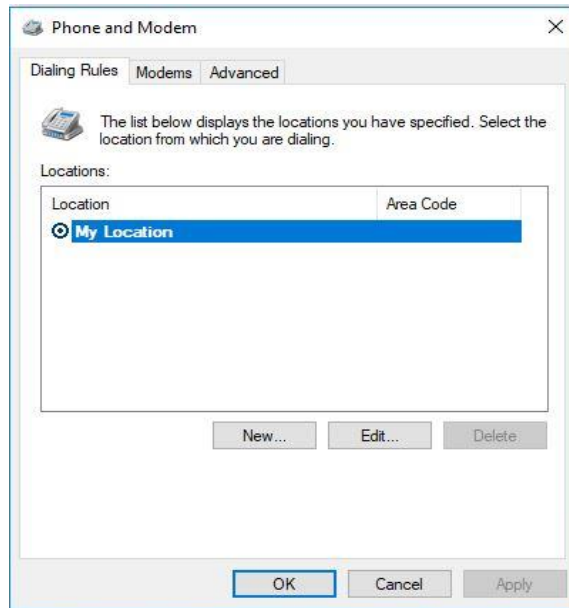 Phone and Modem
Dialing Rules Modems Advanced
The list below displays the locations you have specified. Select the
location from which you are dialing.
Locations:
Location Area Code
My Location
New... Edit... Delete
OK Cancel Apply